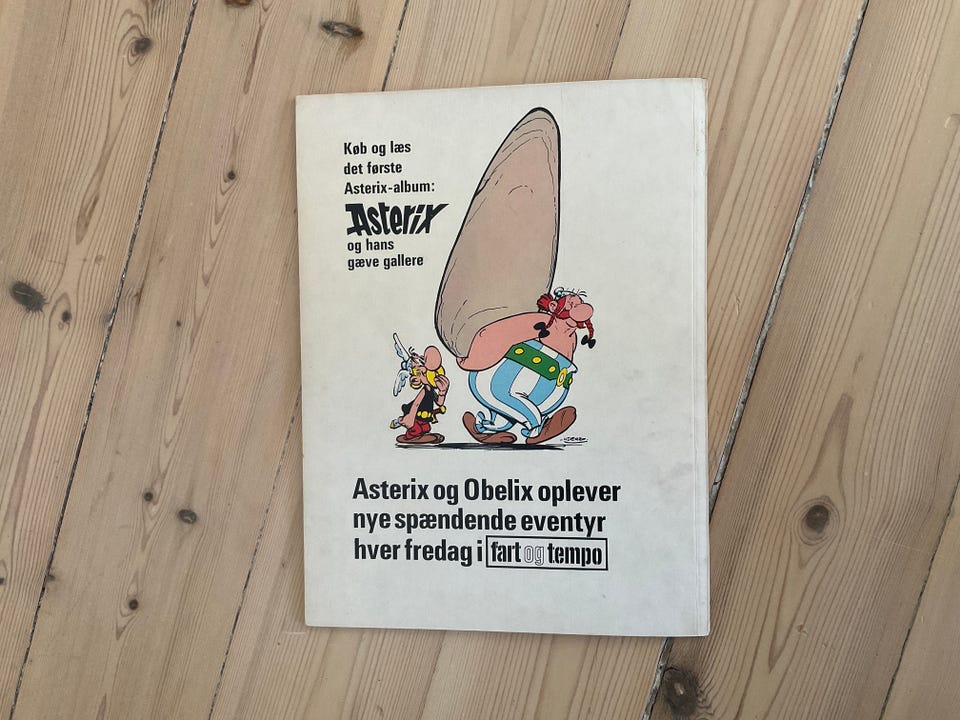 Køb og læs
det første
Asterix-album:
Asterix
og hans
gæve gallere
Asterix og Obelix oplever
nye spændende eventyr
hver fredag i fart og tempo